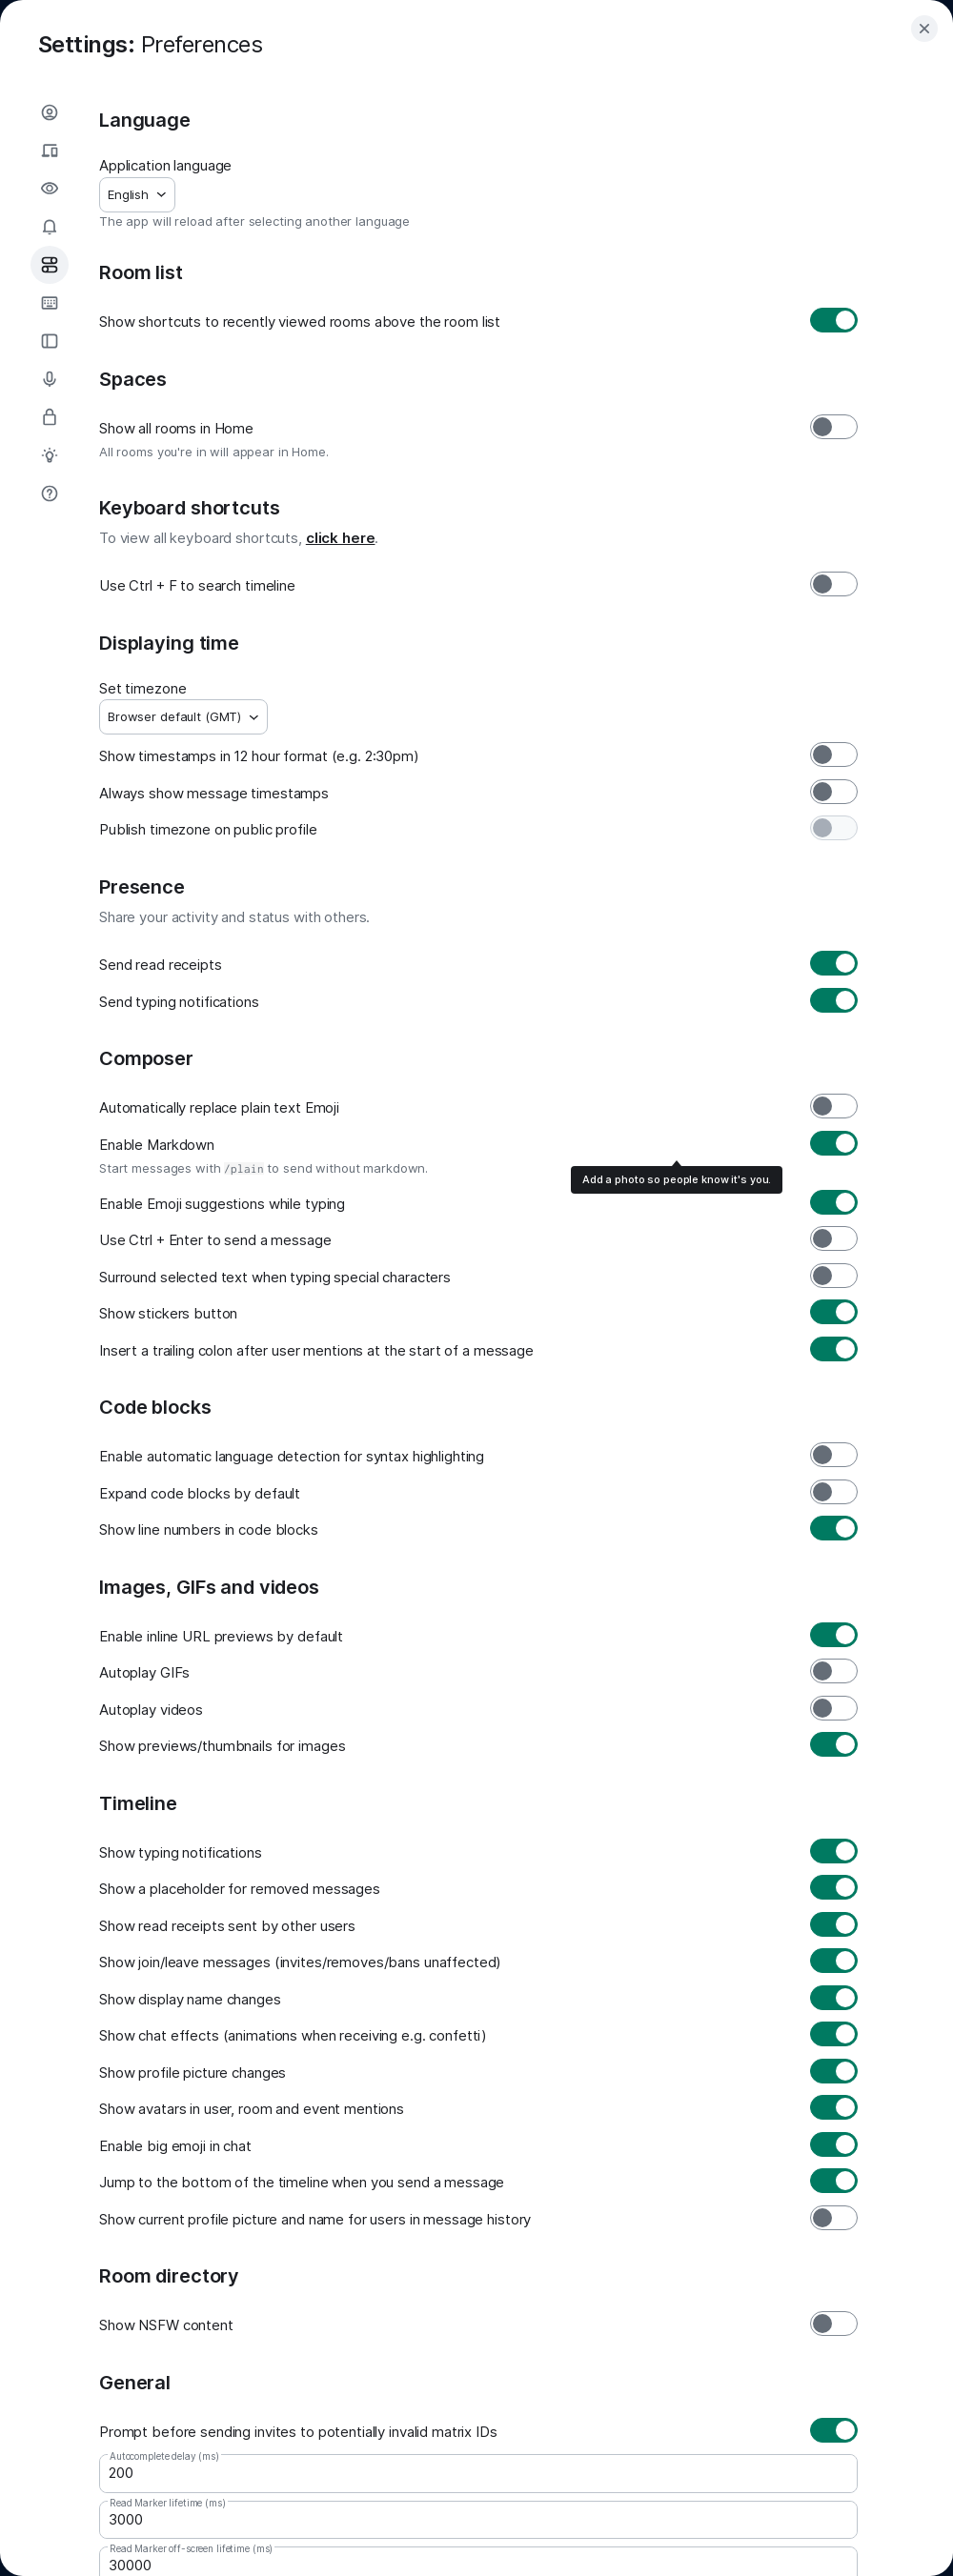 Settings: Preferences
Language
Application language
English
The app will reload after selecting another language
Room list
Show shortcuts to recently viewed rooms above the room list
Spaces
Show all rooms in Home
All rooms you're in will appear in Home.
Keyboard shortcuts
To view all keyboard shortcuts, click here.
Use Ctrl + F to search timeline
Displaying time
Set timezone
Browser default (GMT)
Show timestamps in 12 hour format (e.g. 2:30pm)
Always show message timestamps
Publish timezone on public profile
Presence
Share your activity and status with others.
Send read receipts
Send typing notifications
Composer
Automatically replace plain text Emoji
Enable Markdown
Start messages with /plain to send without markdown.
Add a photo so people know it's you.
Enable Emoji suggestions while typing
Use Ctrl + Enter to send a message
Surround selected text when typing special characters
Show stickers button
Insert a trailing colon after user mentions at the start of a message
Code blocks
Enable automatic language detection for syntax highlighting
Expand code blocks by default
Show line numbers in code blocks
Images, GIFs and videos
Enable inline URL previews by default
Autoplay GIFs
Autoplay videos
Show previews/thumbnails for images
Timeline
Show typing notifications
Show a placeholder for removed messages
Show read receipts sent by other users
Show join/leave messages (invites/removes/bans unaffected)
Show display name changes
Show chat effects (animations when receiving e.g. confetti)
Show profile picture changes
Show avatars in user, room and event mentions
Enable big emoji in chat
Jump to the bottom of the timeline when you send a message
Show current profile picture and name for users in message history
Room directory
Show NSFW content
General
Prompt before sending invites to potentially invalid matrix IDs
Autocomplete delay (ms)
200
Read Marker lifetime (ms)
3000
Read Marker off-screen lifetime (ms)
30000